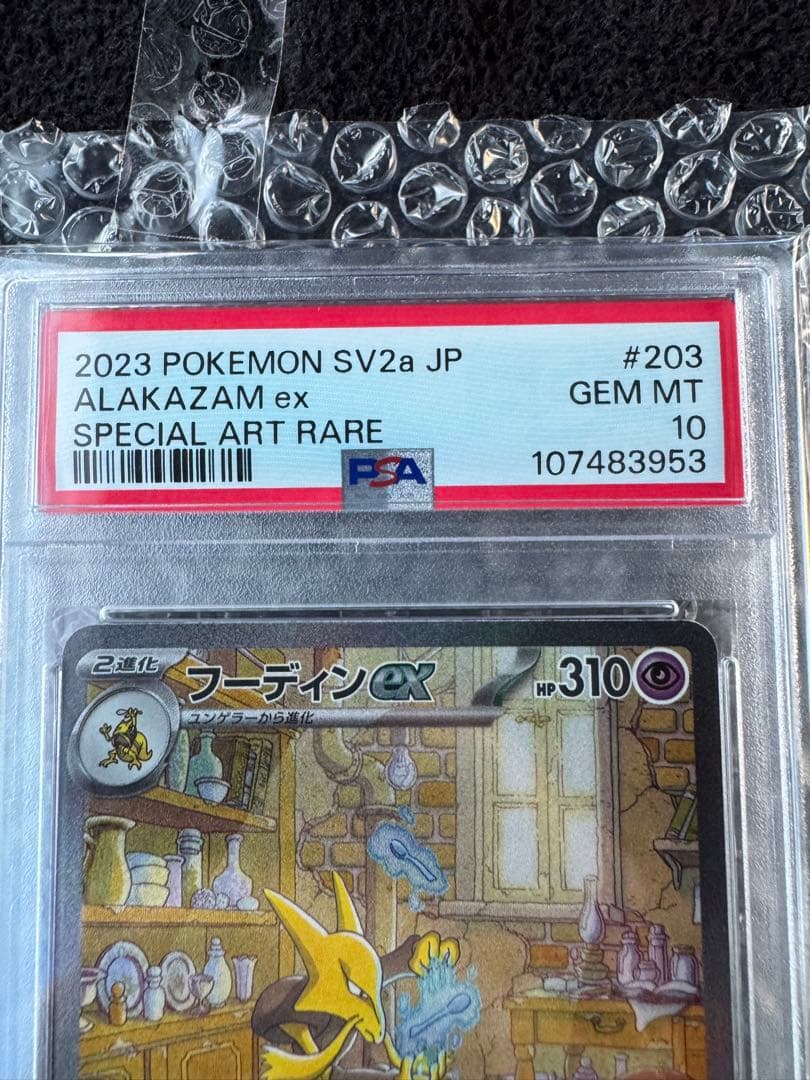 2023 POKEMON SV2a JP #203
ALAKAZAM ex GEM MT
SPECIAL ART RARE 10
PSA 107483953
2進化 フーディンex HP310
ユンゲラーから進化